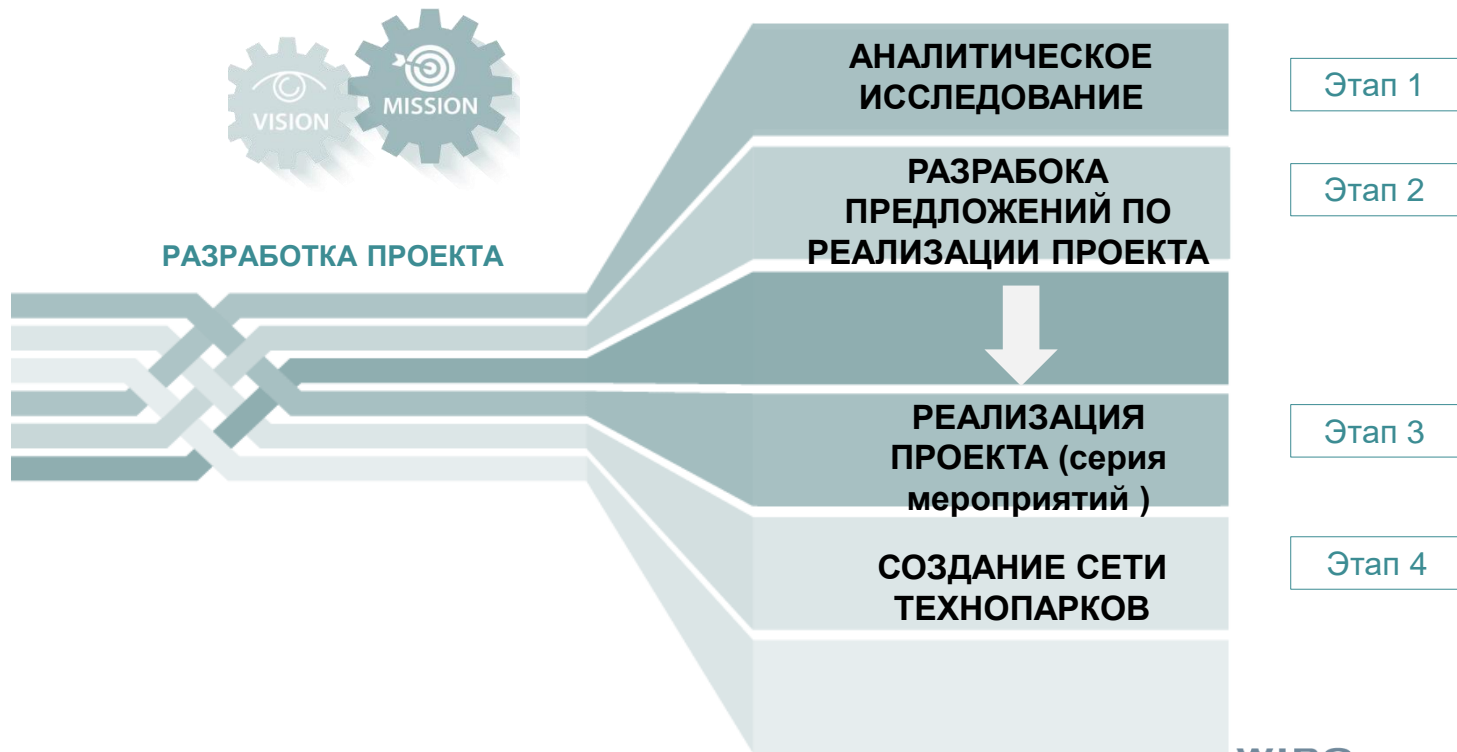 VISION
MISSION
РАЗРАБОТКА ПРОЕКТА
АНАЛИТИЧЕСКОЕ
ИССЛЕДОВАНИЕ
Этап 1
РАЗРАБОКА
ПРЕДЛОЖЕНИЙ ПО
РЕАЛИЗАЦИИ ПРОЕКТА
Этап 2
РЕАЛИЗАЦИЯ
ПРОЕКТА (серия
мероприятий )
Этап 3
СОЗДАНИЕ СЕТИ
ТЕХНОПАРКОВ
Этап 4